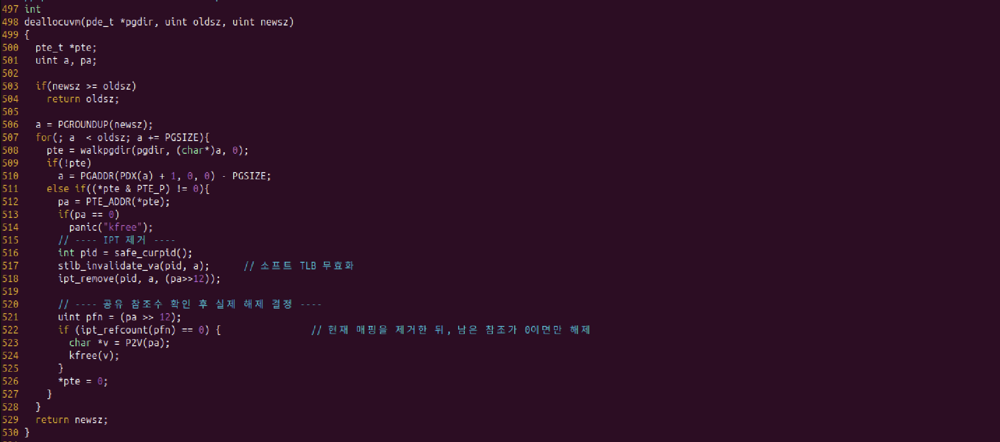 497 int
498 deallocuvm(pde_t *pgdir, uint oldsz, uint newsz)
499 {
500   pte_t *pte;
501   uint a, pa;
502
503   if(newsz >= oldsz)
504     return oldsz;
505
506   a = PGROUNDUP(newsz);
507   for(; a  < oldsz; a += PGSIZE){
508     pte = walkpgdir(pgdir, (char*)a, 0);
509     if(!pte)
510       a = PGADDR(PDX(a) + 1, 0, 0) - PGSIZE;
511     else if((*pte & PTE_P) != 0){
512       pa = PTE_ADDR(*pte);
513       if(pa == 0)
514         panic("kfree");
515       // ---- IPT 제거 ----
516       int pid = safe_curpid();
517       stlb_invalidate_va(pid, a);      // 소프트 TLB 무효화
518       ipt_remove(pid, a, (pa>>12));
519
520       // ---- 공유 참조수 확인 후 실제 해제 결정 ----
521       uint pfn = (pa >> 12);
522       if (ipt_refcount(pfn) == 0) {                // 현재 매핑을 제거한 뒤, 남은 참조가 0이면만 해제
523         char *v = P2V(pa);
524         kfree(v);
525       }
526       *pte = 0;
527     }
528   }
529   return newsz;
530 }